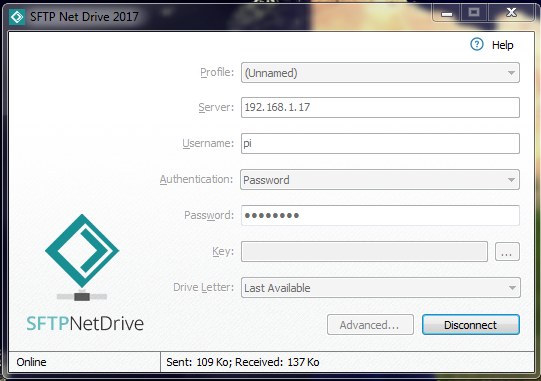 SFTP Net Drive 2017
Help
Profile: (Unnamed)
Server: 192.168.1.17
Username: pi
Authentication: Password
Password: ●●●●●●●●
Key: ...
Drive Letter: Last Available
SFTPNetDrive
Advanced... Disconnect
Online Sent: 109 Ko; Received: 137 Ko